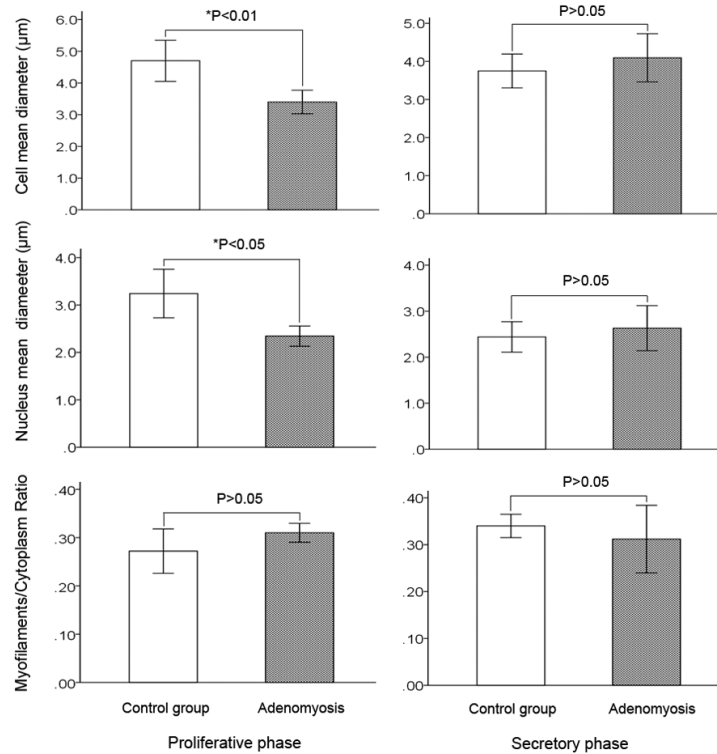 Cell mean diameter (µm)
6.0
5.0
4.0
3.0
2.0
1.0
.0
*P<0.01
5.0
4.0
3.0
2.0
1.0
.0
P>0.05
Nucleus mean diameeter (µm)
4.0
3.0
2.0
1.0
.0
*P<0.05
4.0
3.0
2.0
1.0
.0
P>0.05
Myofilaments/Cytoplasm Ratio
.40
.30
.20
.10
.00
P>0.05
.40
.30
.20
.10
.00
P>0.05
Control group Adenomyosis
Control group Adenomyosis
Proliferative phase
Secretory phase